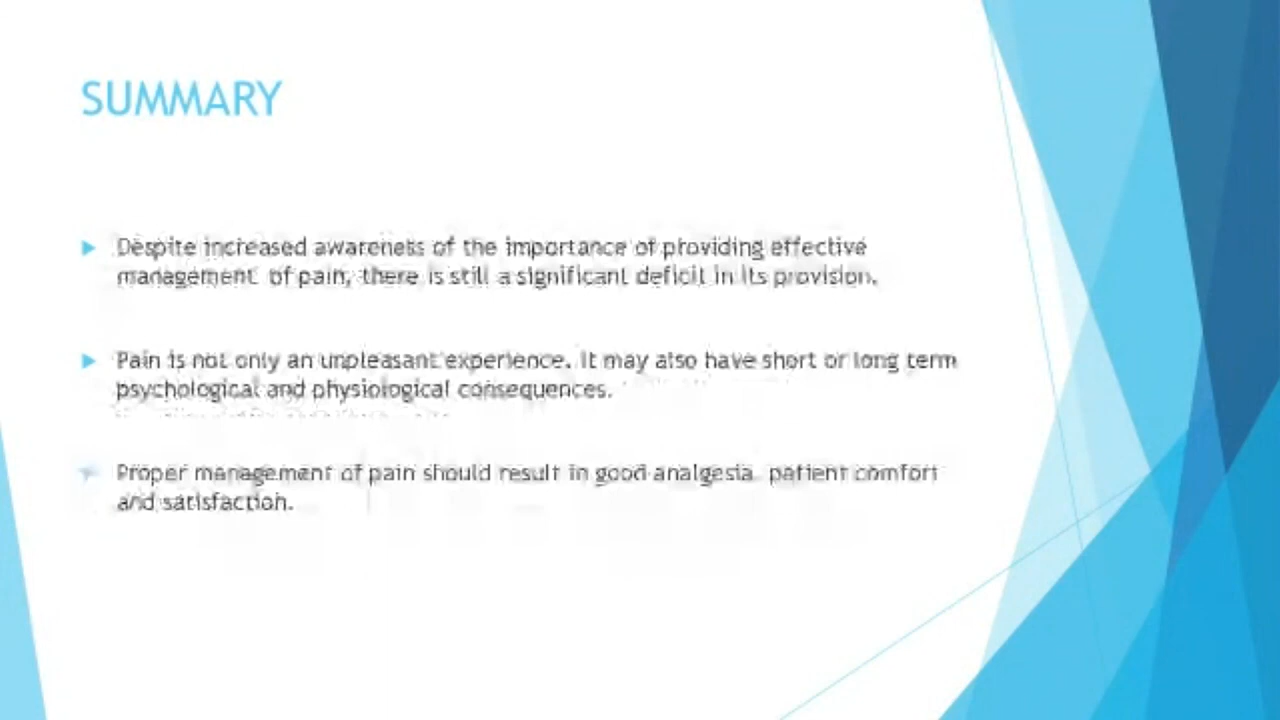 SUMMARY
Despite increased awareness of the importance of providing effective
management of pain, there is still a significant deficit in its provision.
Pain is not only an unpleasant experience. It may also have short or long term
psychological and physiological consequences.
Proper management of pain should result in good analgesia patient comfort
and satisfaction.